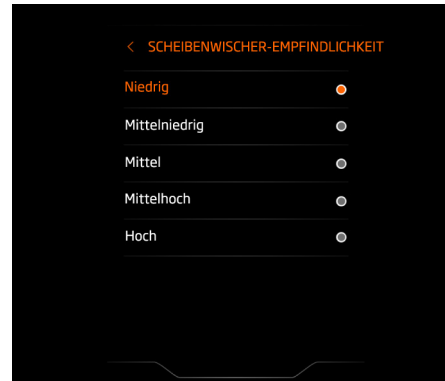 SCHEIBENWISCHER-EMPFINDLICHKEIT
Niedrig
Mittelniedrig
Mittel
Mittelhoch
Hoch